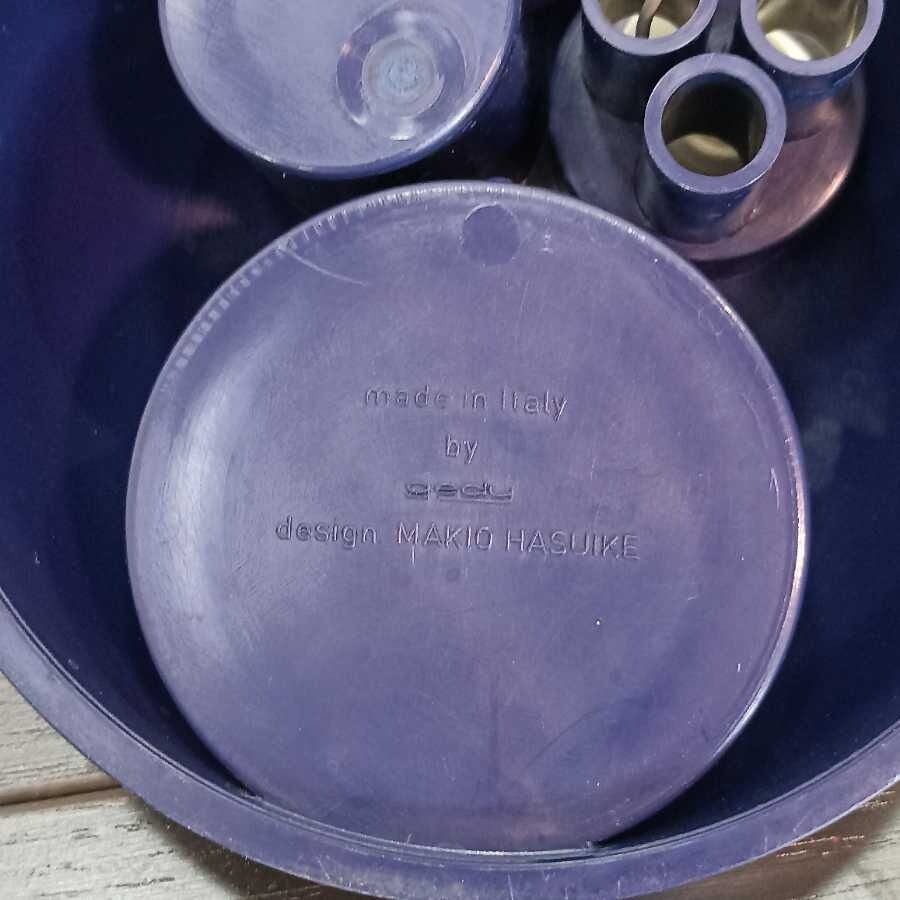 made in Italy
by
gedy
design MAKIO HASUIKE